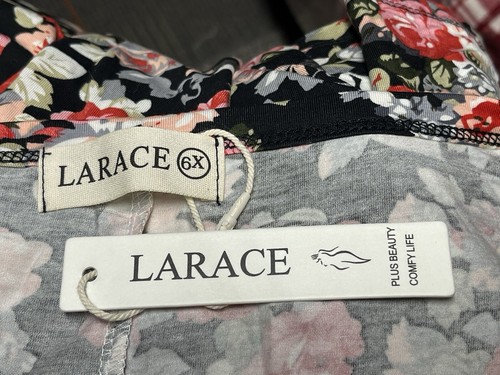 LARACE 6X
LARACE
PLUS BEAUTY
COMFY LIFE